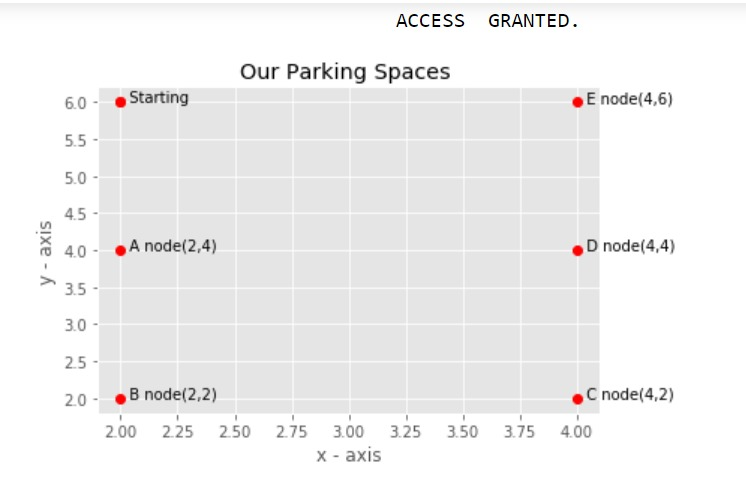 ACCESS GRANTED.
Our Parking Spaces
6.0
Starting
E node(4,6)
5.5
5.0
4.5
4.0
A node(2,4)
D node(4,4)
3.5
3.0
2.5
2.0
B node(2,2)
C node(4,2)
y - axis
2.00 2.25 2.50 2.75 3.00 3.25 3.50 3.75 4.00
x - axis